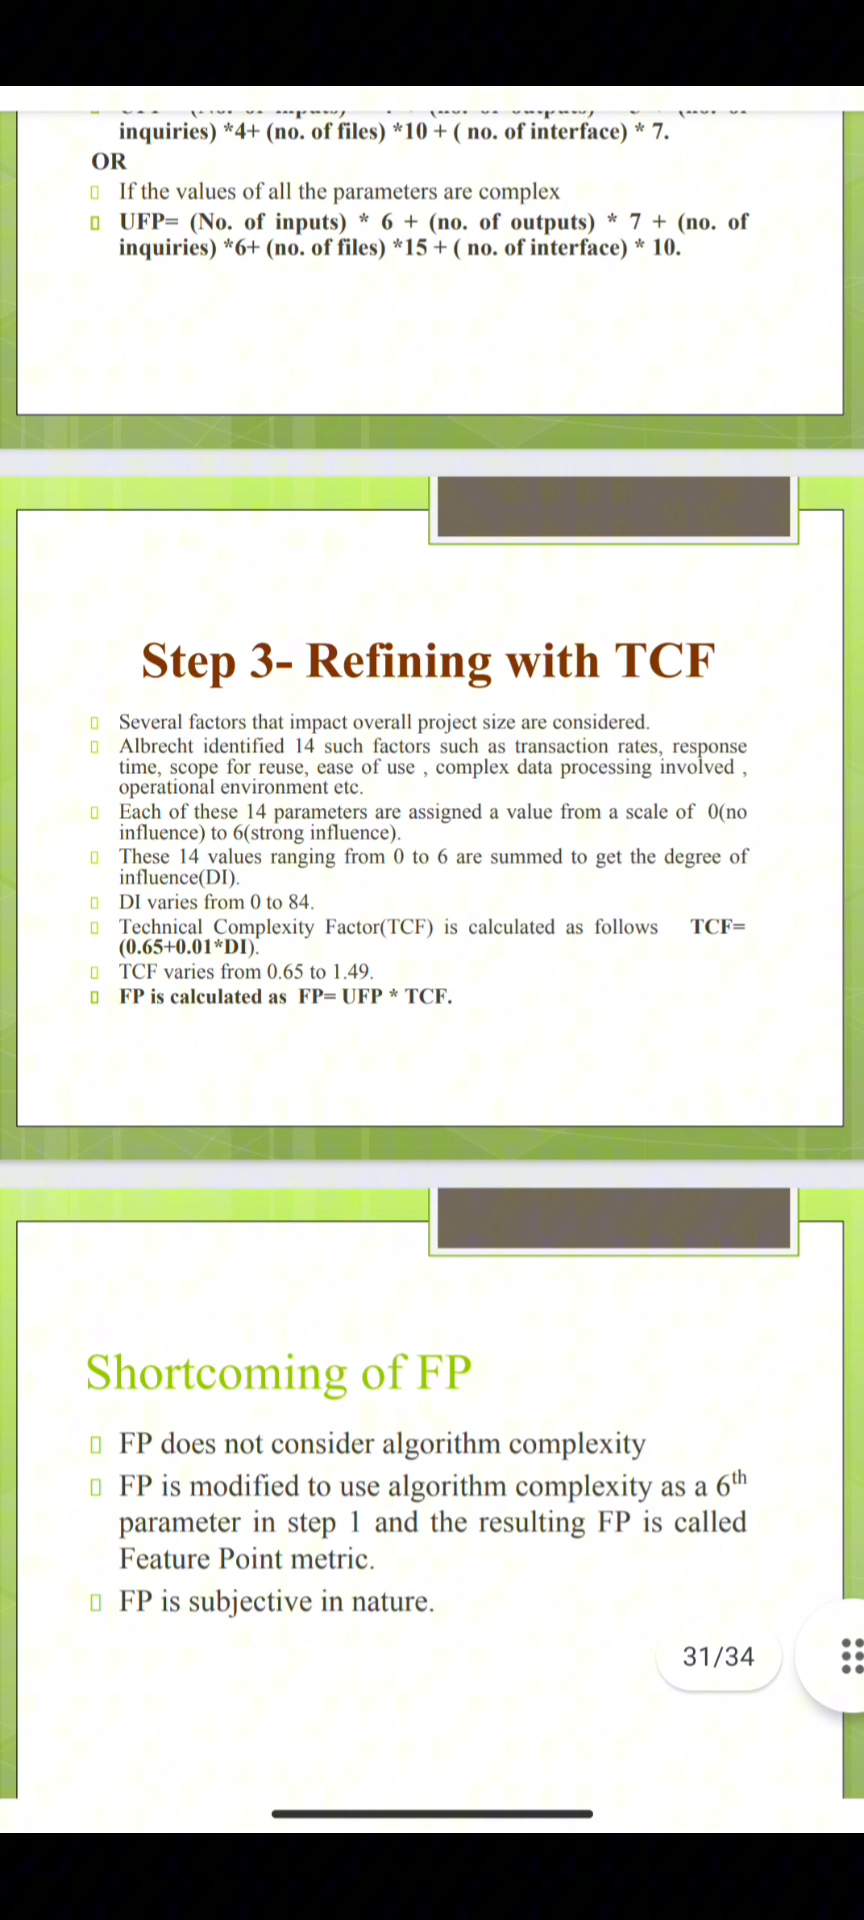 inquiries) *4+ (no. of files) *10 + ( no. of interface) * 7.
OR
If the values of all the parameters are complex
UFP= (No. of inputs) * 6 + (no. of outputs) * 7 + (no. of
inquiries) *6+ (no. of files) *15 + ( no. of interface) * 10.
Step 3- Refining with TCF
Several factors that impact overall project size are considered.
Albrecht identified 14 such factors such as transaction rates, response
time, scope for reuse, ease of use , complex data processing involved ,
operational environment etc.
Each of these 14 parameters are assigned a value from a scale of 0(no
influence) to 6(strong influence).
These 14 values ranging from 0 to 6 are summed to get the degree of
influence(DI).
DI varies from 0 to 84.
Technical Complexity Factor(TCF) is calculated as follows TCF=
(0.65+0.01*DI).
TCF varies from 0.65 to 1.49.
FP is calculated as FP= UFP * TCF.
Shortcoming of FP
FP does not consider algorithm complexity
FP is modified to use algorithm complexity as a 6th
parameter in step 1 and the resulting FP is called
Feature Point metric.
FP is subjective in nature.
31/34